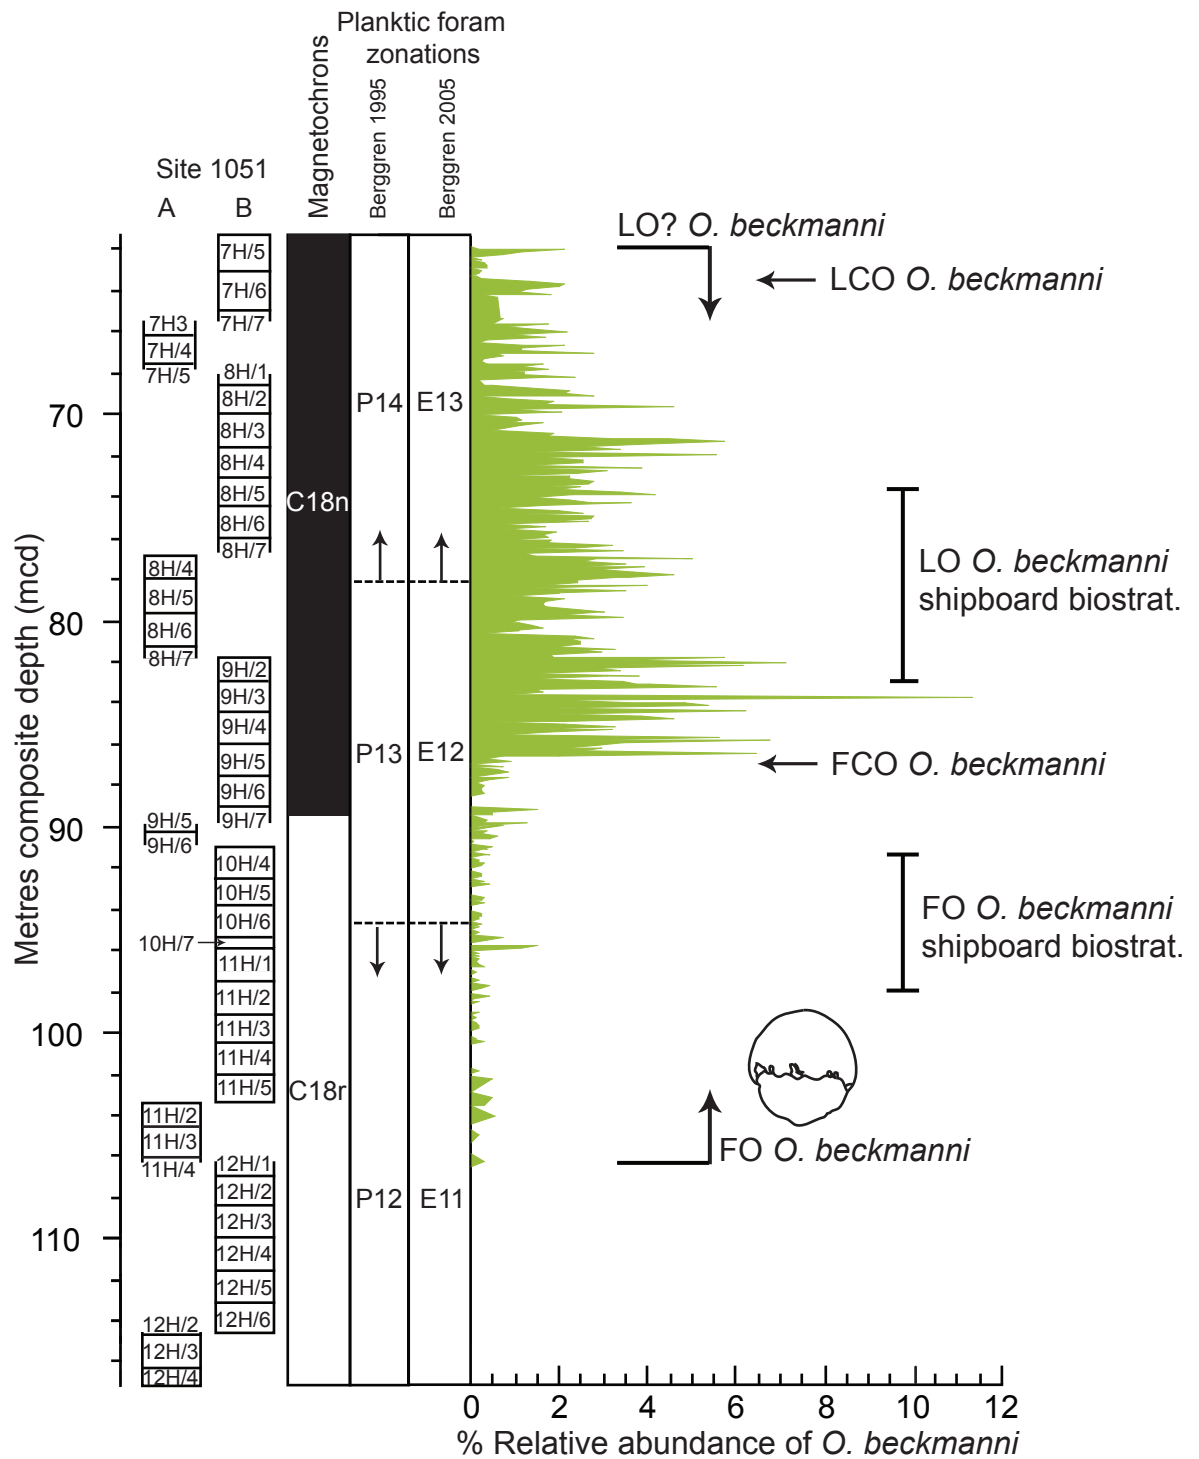 Planktic foram
zonations
Magnetochrons
Berggren 1995
Berggren 2005
Site 1051
A
B
7H/5
7H/6
7H/7
7H3
7H/4
7H/5
8H/1
8H/2
8H/3
8H/4
8H/5
8H/6
8H/7
8H/4
8H/5
8H/6
8H/7
9H/2
9H/3
9H/4
9H/5
9H/6
9H/7
9H/5
9H/6
10H/4
10H/5
10H/6
10H/7
11H/1
11H/2
11H/3
11H/4
11H/5
11H/2
11H/3
11H/4
12H/1
12H/2
12H/3
12H/4
12H/5
12H/6
12H/2
12H/3
12H/4
Metres composite depth (mcd)
70
80
90
100
110
C18n
C18r
P14
E13
P13
E12
P12
E11
LO? O. beckmanni
LCO O. beckmanni
LO O. beckmanni
shipboard biostrat.
FCO O. beckmanni
FO O. beckmanni
shipboard biostrat.
FO O. beckmanni
0 2 4 6 8 10 12
% Relative abundance of O. beckmanni